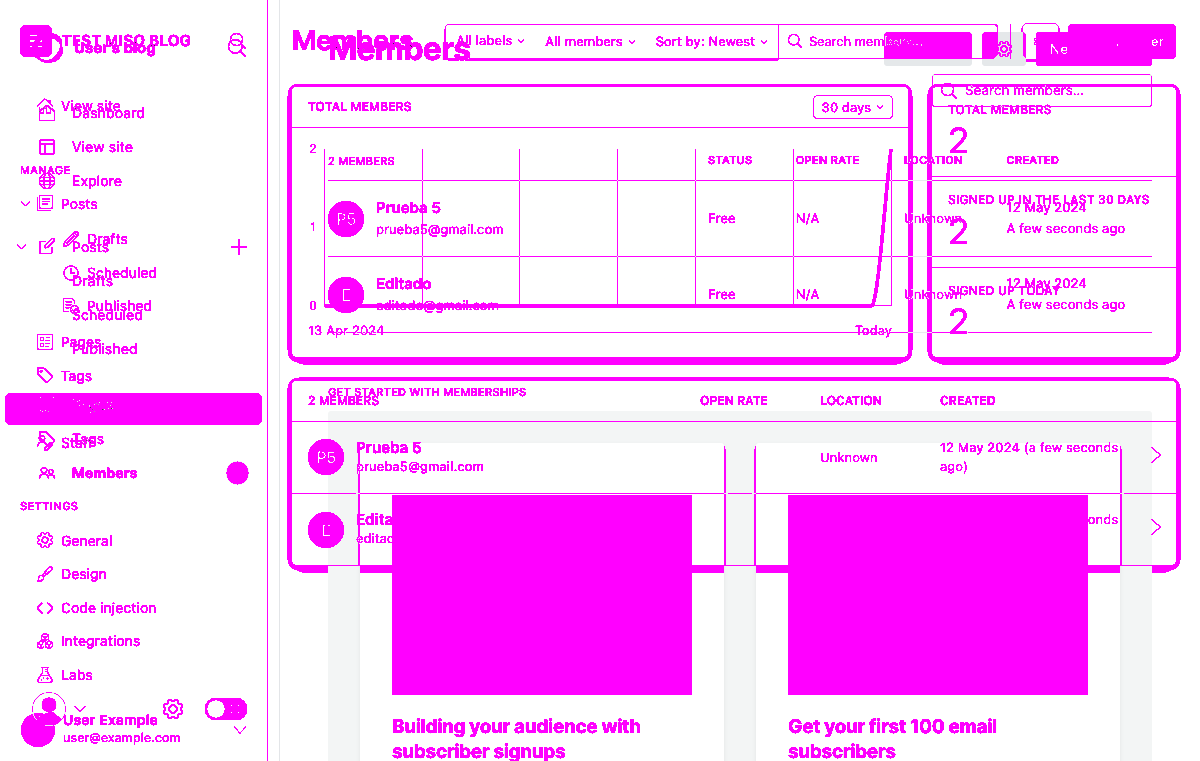 TEST MISO BLOG
User's Blog
View site
Dashboard
View site
MANAGE
Explore
Posts
Drafts
Posts
Scheduled
Drafts
Published
Scheduled
Pages
Published
Tags
Tags
Staff
Members
SETTINGS
General
Design
Code injection
Integrations
Labs
User Example
user@example.com
Members
Members
All labels
All members
Sort by: Newest
Search members...
Search members...
TOTAL MEMBERS
30 days
2
1
0
13 Apr 2024
Today
2 MEMBERS
STATUS
OPEN RATE
LOCATION
CREATED
Prueba 5
prueba5@gmail.com
P5
Free
N/A
Unknown
12 May 2024
A few seconds ago
Editado
editado@gmail.com
E
Free
N/A
Unknown
12 May 2024
A few seconds ago
TOTAL MEMBERS
2
SIGNED UP IN THE LAST 30 DAYS
2
SIGNED UP TODAY
2
GET STARTED WITH MEMBERSHIPS
2 MEMBERS
OPEN RATE
LOCATION
CREATED
P5
Prueba 5
prueba5@gmail.com
Unknown
12 May 2024 (a few seconds
ago)
Building your audience with
subscriber signups
Get your first 100 email
subscribers